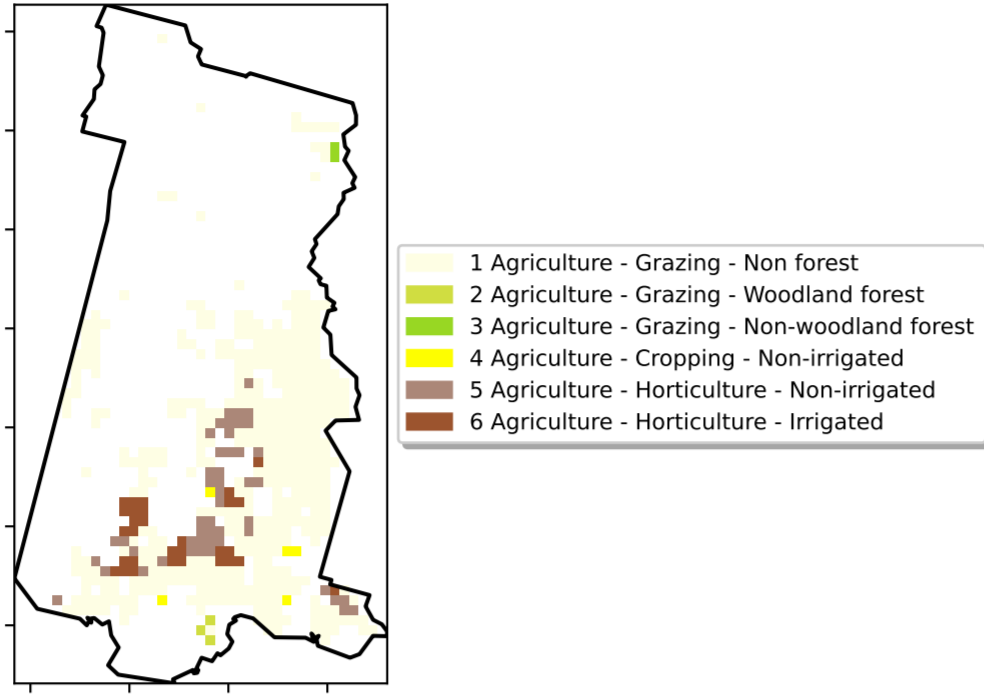 1 Agriculture - Grazing - Non forest
2 Agriculture - Grazing - Woodland forest
3 Agriculture - Grazing - Non-woodland forest
4 Agriculture - Cropping - Non-irrigated
5 Agriculture - Horticulture - Non-irrigated
6 Agriculture - Horticulture - Irrigated